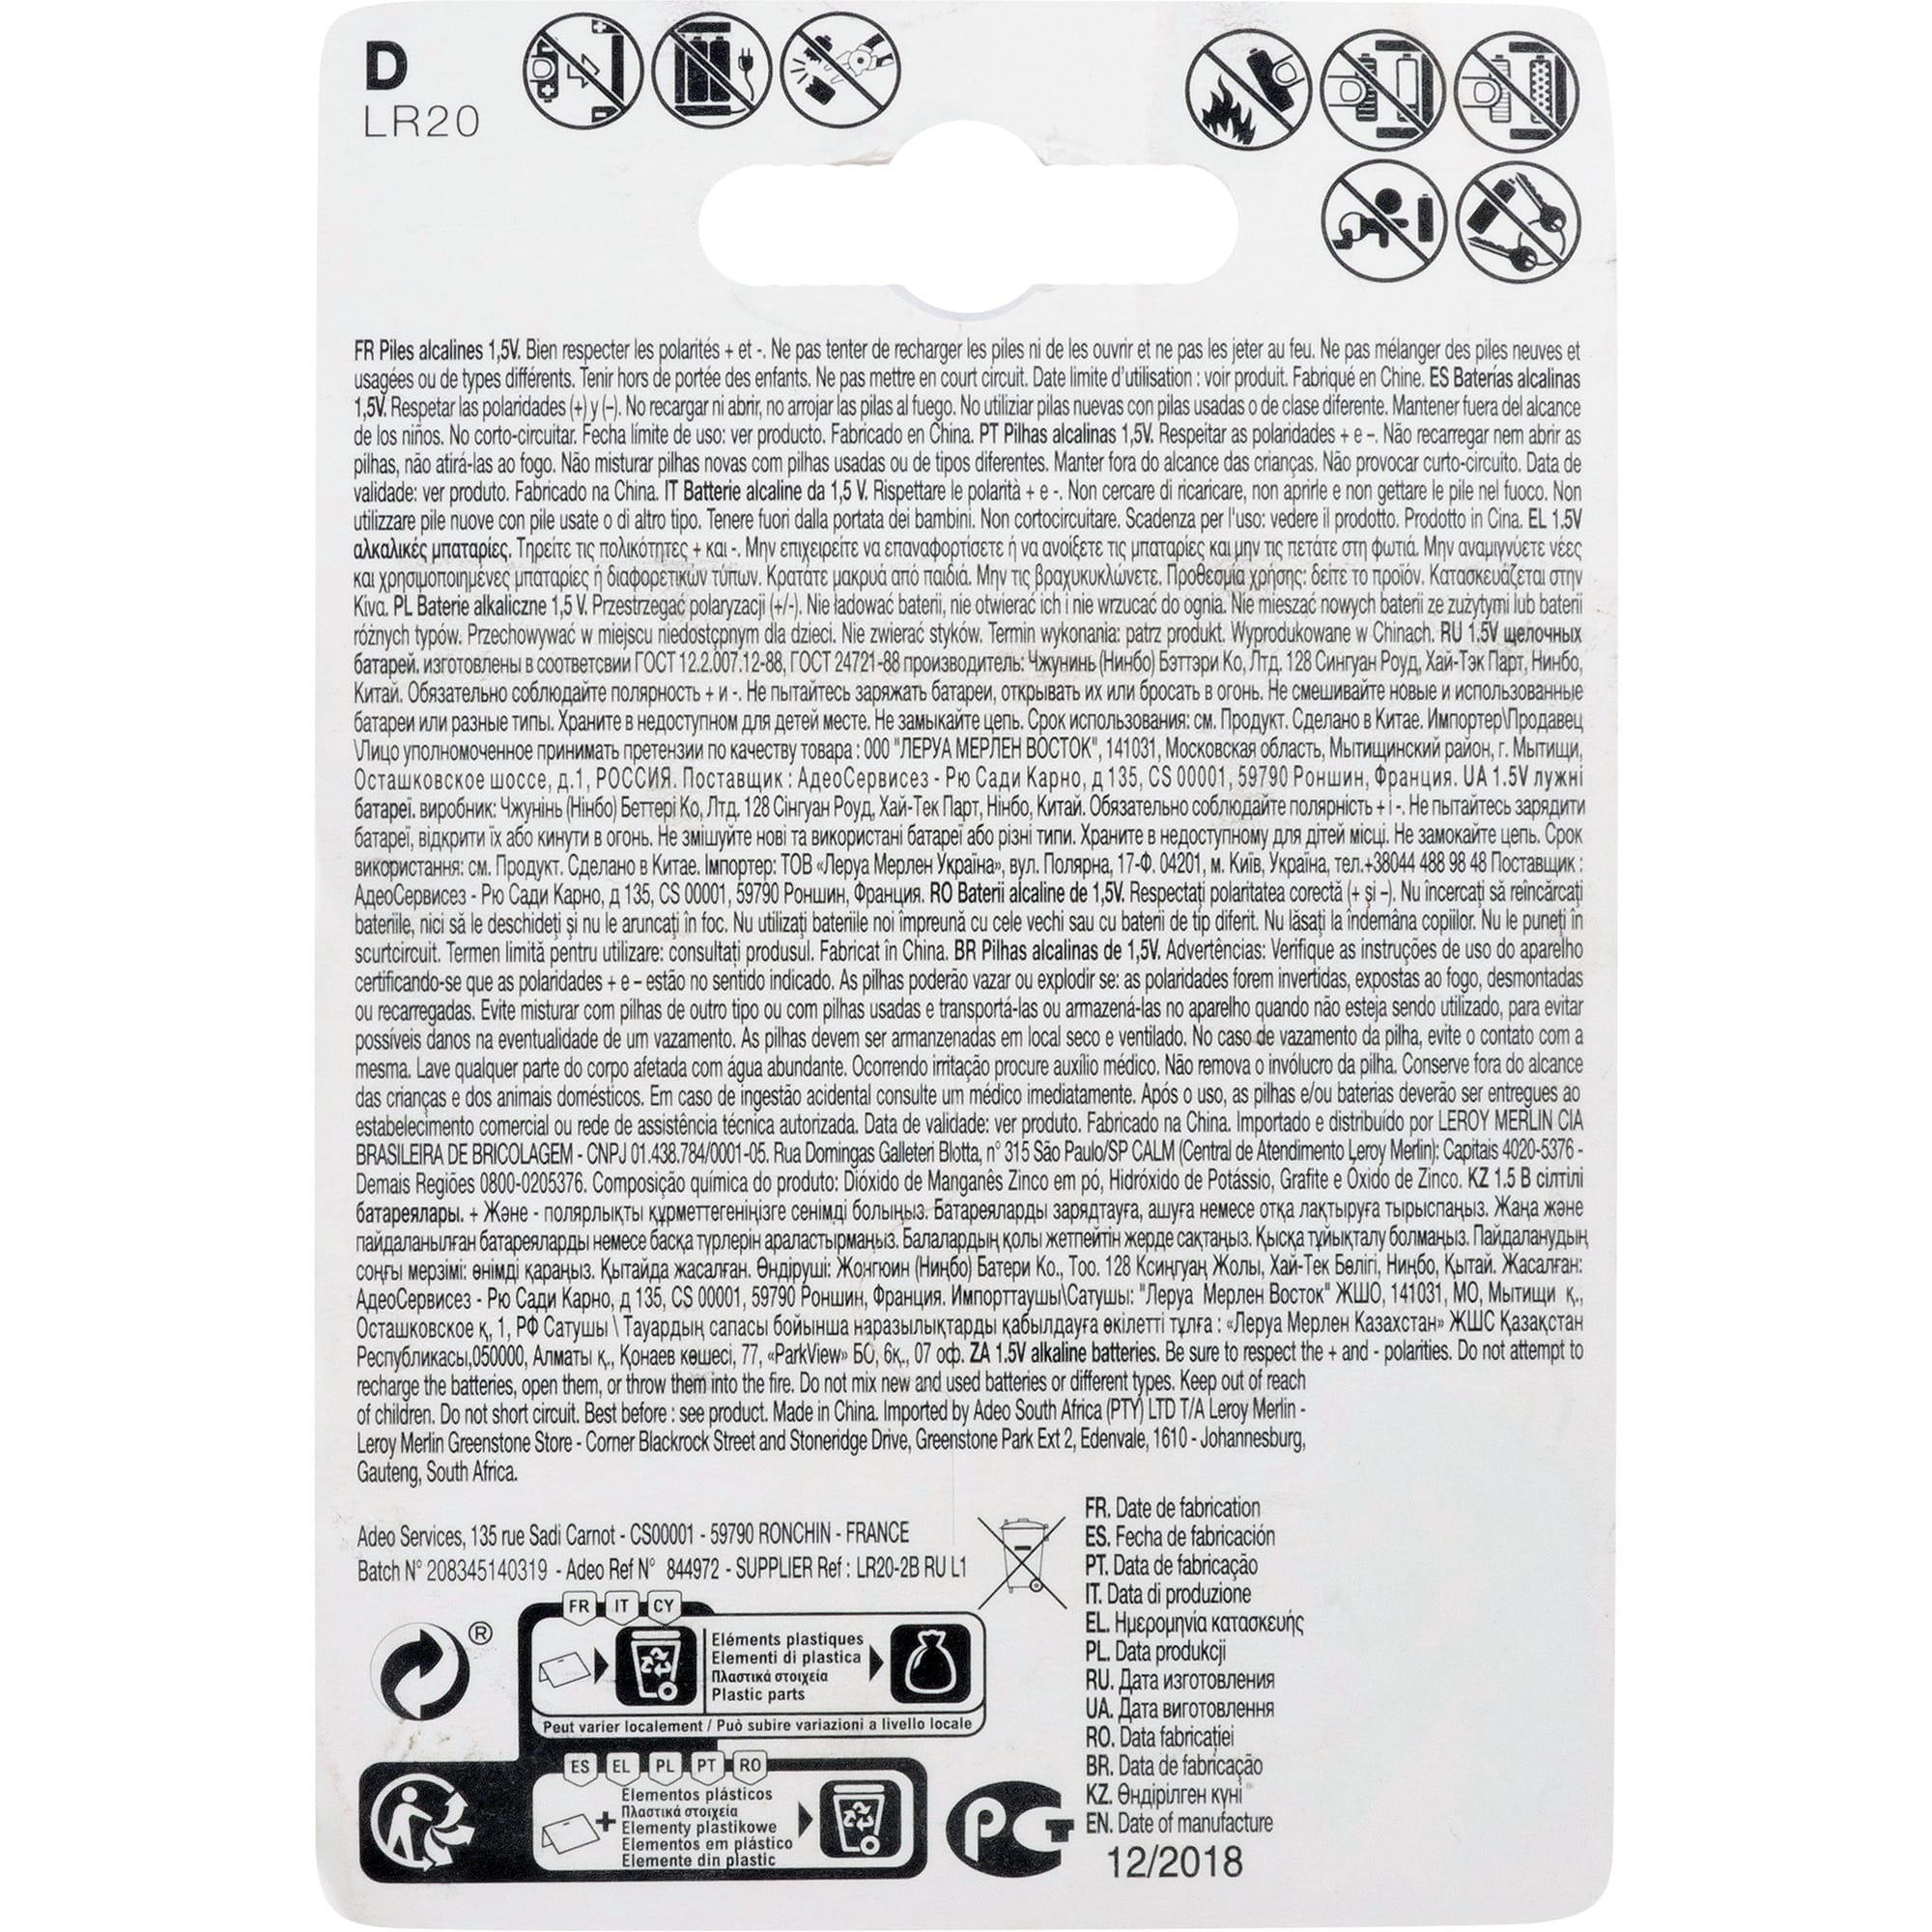 D
LR20
FR Piles alcalines 1,5V. Bien respecter les polarités + et -. Ne pas tenter de recharger les piles ni de les ouvrir et ne pas les jeter au feu. Ne pas mélanger des piles neuves et
usagées ou de types différents. Tenir hors de portée des enfants. Ne pas mettre en court circuit. Date limite d'utilisation : voir produit. Fabriqué en Chine. ES Baterías alcalinas
1,5V. Respetar las polaridades (+) y (–). No recargar ni abrir, no arrojar las pilas al fuego. No utiliziar pilas nuevas con pilas usadas o de clase diferente. Mantener fuera del alcance
de los niños. No corto-circuitar. Fecha límite de uso: ver producto. Fabricado en China. PT Pilhas alcalinas 1,5V. Respeitar as polaridades + e –. Não recarregar nem abrir as
pilhas, não atirá-las ao fogo. Não misturar pilhas novas com pilhas usadas ou de tipos diferentes. Manter fora do alcance das crianças. Não provocar curto-circuito. Data de
validade: ver produto. Fabricado na China. IT Batterie alcaline da 1,5 V. Rispettare le polarità + e -. Non cercare di ricaricare, non aprirle e non gettare le pile nel fuoco. Non
utilizzare pile nuove con pile usate o di altro tipo. Tenere fuori dalla portata dei bambini. Non cortocircuitare. Scadenza per l'uso: vedere il prodotto. Prodotto in Cina. EL 1.5V
αλκαλικές μπαταρίες. Τηρείτε τις πολικότητες + και -. Μην επιχειρείτε να επαναφορτίσετε ή να ανοίξετε τις μπαταρίες και μην τις πετάτε στη φωτιά. Μην αναμιγνύετε νέες
και χρησιμοποιημένες μπαταρίες ή διαφορετικών τύπων. Κρατάτε μακρυά από παιδιά. Μην τις βραχυκυκλώνετε. Προθεσμία χρήσης: δείτε το προϊόν. Κατασκευάζεται στην
Κίνα. PL Baterie alkaliczne 1,5 V. Przestrzegać polaryzacji (+/-). Nie ładować baterii, nie otwierać ich i nie wrzucać do ognia. Nie mieszać nowych baterii ze zużytymi lub baterii
różnych typów. Przechowywać w miejscu niedostçpnym dla dzieci. Nie zwierać styków. Termin wykonania: patrz produkt. Wyprodukowane w Chinach. RU 1.5V щелочных
батарей. изготовлены в соответсвии ГОСТ 12.2.007.12-88, ГОСТ 24721-88 производитель: Чжунинь (Нинбо) Бэттэри Ко, Лтд. 128 Сингуан Роуд, Хай-Тэк Парт, Нинбо,
Китай. Обязательно соблюдайте полярность + и -. Не пытайтесь заряжать батареи, открывать их или бросать в огонь. Не смешивайте новые и использованные
батареи или разные типы. Храните в недоступном для детей месте. Не замыкайте цепь. Срок использования: см. Продукт. Сделано в Китае. Импортер\Продавец
\Лицо уполномоченное принимать претензии по качеству товара : 000 "ЛЕРУА МЕРЛЕН ВОСТОК", 141031, Московская область, Мытищинский район, г. Мытищи,
Осташковское шоссе, д.1, РОССИЯ. Поставщик : АдеоСервисез - Рю Сади Карно, д 135, CS 00001, 59790 Роншин, Франция. UA 1.5V лужні
батареї. виробник: Чжунінь (Нінбо) Беттері Ко, Лтд. 128 Сінгуан Роуд, Хай-Тек Парт, Нінбо, Китай. Обязательно соблюдайте полярность + і -. Не пытайтесь зарядити
батареї, відкрити їх або кинути в огонь. Не змішуйте нові та використані батареї або різні типи. Храните в недоступному для дітей місці. Не замокайте цепь. Срок
використання: см. Продукт. Сделано в Китае. Імпортер: ТОВ «Леруа Мерлен Україна», вул. Полярна, 17-Ф. 04201, м. Київ, Україна, тел.+38044 488 98 48 Поставщик :
АдеоСервисез - Рю Сади Карно, д 135, CS 00001, 59790 Роншин, Франция. RO Baterii alcaline de 1,5V. Respectați polaritatea corectă (+ și –). Nu încercați să reîncărcați
bateriile, nici să le deschideți și nu le aruncați în foc. Nu utilizați bateriile noi împreună cu cele vechi sau cu baterii de tip diferit. Nu lăsați la îndemâna copiilor. Nu le puneți în
scurtcircuit. Termen limită pentru utilizare: consultați produsul. Fabricat în China. BR Pilhas alcalinas de 1,5V. Advertências: Verifique as instruções de uso do aparelho
certificando-se que as polaridades + e – estão no sentido indicado. As pilhas poderão vazar ou explodir se: as polaridades forem invertidas, expostas ao fogo, desmontadas
ou recarregadas. Evite misturar com pilhas de outro tipo ou com pilhas usadas e transportá-las ou armazená-las no aparelho quando não esteja sendo utilizado, para evitar
possíveis danos na eventualidade de um vazamento. As pilhas devem ser armanzenadas em local seco e ventilado. No caso de vazamento da pilha, evite o contato com a
mesma. Lave qualquer parte do corpo afetada com água abundante. Ocorrendo irritação procure auxílio médico. Não remova o invólucro da pilha. Conserve fora do alcance
das crianças e dos animais domésticos. Em caso de ingestão acidental consulte um médico imediatamente. Após o uso, as pilhas e/ou baterias deverão ser entregues ao
estabelecimento comercial ou rede de assistência técnica autorizada. Data de validade: ver produto. Fabricado na China. Importado e distribuído por LEROY MERLIN CIA
BRASILEIRA DE BRICOLAGEM - CNPJ 01.438.784/0001-05. Rua Domingas Galleteri Blotta, n° 315 São Paulo/SP CALM (Central de Atendimento Leroy Merlin): Capitais 4020-5376 -
Demais Regiões 0800-0205376. Composição química do produto: Dióxido de Manganês Zinco em pó, Hidróxido de Potássio, Grafite e Óxido de Zinco. KZ 1.5 В сілтілі
батареялары. + Және - полярлықты құрметтегеніңізге сенімді болыңыз. Батареяларды зарядтауға, ашуға немесе отқа лақтыруға тырыспаңыз. Жаңа және
пайдаланылған батареяларды немесе басқа түрлерін араластырмаңыз. Балалардың қолы жетпейтін жерде сақтаңыз. Қысқа тұйықталу болмаңыз. Пайдаланудың
соңғы мерзімі: өнімді қараңыз. Қытайда жасалған. Өндіруші: Жонгюин (Ниңбо) Батери Ко., Тоо. 128 Ксиңгуаң Жолы, Хай-Тек Бөлігі, Ниңбо, Қытай. Жасалған:
АдеоСервисез - Рю Сади Карно, д 135, CS 00001, 59790 Роншин, Франция. Импорттаушы\Сатушы: "Леруа Мерлен Восток" ЖШО, 141031, МО, Мытищи қ.,
Осташковское қ, 1, РФ Сатушы \ Тауардың сапасы бойынша наразылықтарды қабылдауға өкілетті тұлға : «Леруа Мерлен Казахстан» ЖШС Қазақстан
Республикасы,050000, Алматы қ., Қонаев көшесі, 77, «ParkView» БО, 6қ., 07 оф. ZA 1.5V alkaline batteries. Be sure to respect the + and - polarities. Do not attempt to
recharge the batteries, open them, or throw them into the fire. Do not mix new and used batteries or different types. Keep out of reach
of children. Do not short circuit. Best before : see product. Made in China. Imported by Adeo South Africa (PTY) LTD T/A Leroy Merlin -
Leroy Merlin Greenstone Store - Corner Blackrock Street and Stoneridge Drive, Greenstone Park Ext 2, Edenvale, 1610 - Johannesburg,
Gauteng, South Africa.
Adeo Services, 135 rue Sadi Carnot - CS00001 - 59790 RONCHIN - FRANCE
Batch N° 208345140319 - Adeo Ref N° 844972 - SUPPLIER Ref : LR20-2B RU L1
®
FR IT CY
Eléments plastiques
Elementi di plastica
Πλαστικά στοιχεία
Plastic parts
Peut varier localement / Può subire variazioni a livello locale
ES EL PL PT RO
Elementos plásticos
Πλαστικά στοιχεία
Elementy plastikowe
Elementos em plástico
Elemente din plastic
FR. Date de fabrication
ES. Fecha de fabricación
PT. Data de fabricação
IT. Data di produzione
EL. Ημερομηνία κατασκευής
PL. Data produkcji
RU. Дата изготовления
UA. Дата виготовлення
RO. Data fabricației
BR. Data de fabricação
KZ. Өндірілген күні
EN. Date of manufacture
12/2018